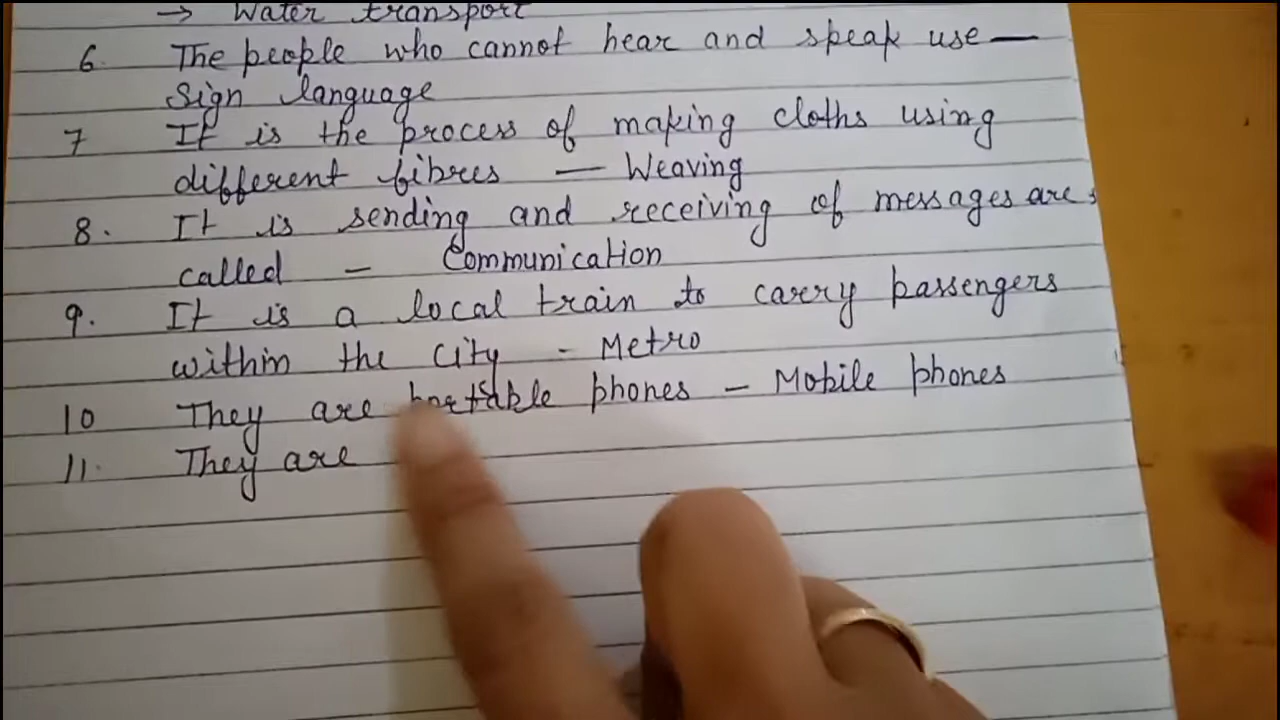 → Water transport
6. The people who cannot hear and speak use —
Sign language
7 It is the process of making cloths using
different fibres — Weaving
8. It is sending and receiving of messages are
called — Communication
9. It is a local train to carry passengers
within the city - Metro
10 They are portable phones — Mobile phones
11. They are